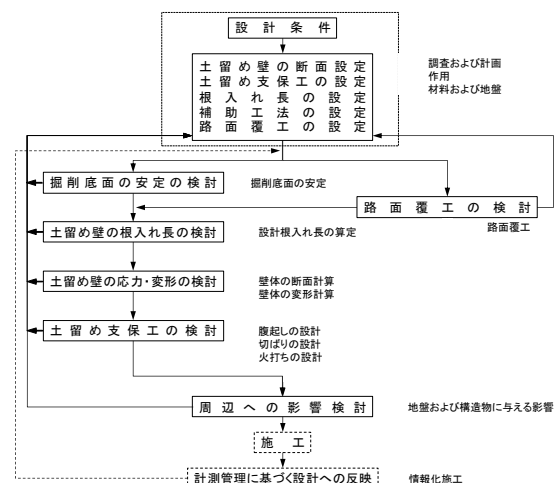 設計条件
土留め壁の断面設定
土留め支保工の設定
根入れ長の設定
補助工法の設定
路面覆工の設定
調査および計画
作用
材料および地盤
掘削底面の安定の検討
掘削底面の安定
路面覆工の検討
路面覆工
土留め壁の根入れ長の検討
設計根入れ長の算定
土留め壁の応力・変形の検討
壁体の断面計算
壁体の変形計算
土留め支保工の検討
腹起しの設計
切ばりの設計
火打ちの設計
周辺への影響検討
地盤および構造物に与える影響
施工
計測管理に基づく設計への反映
情報化施工